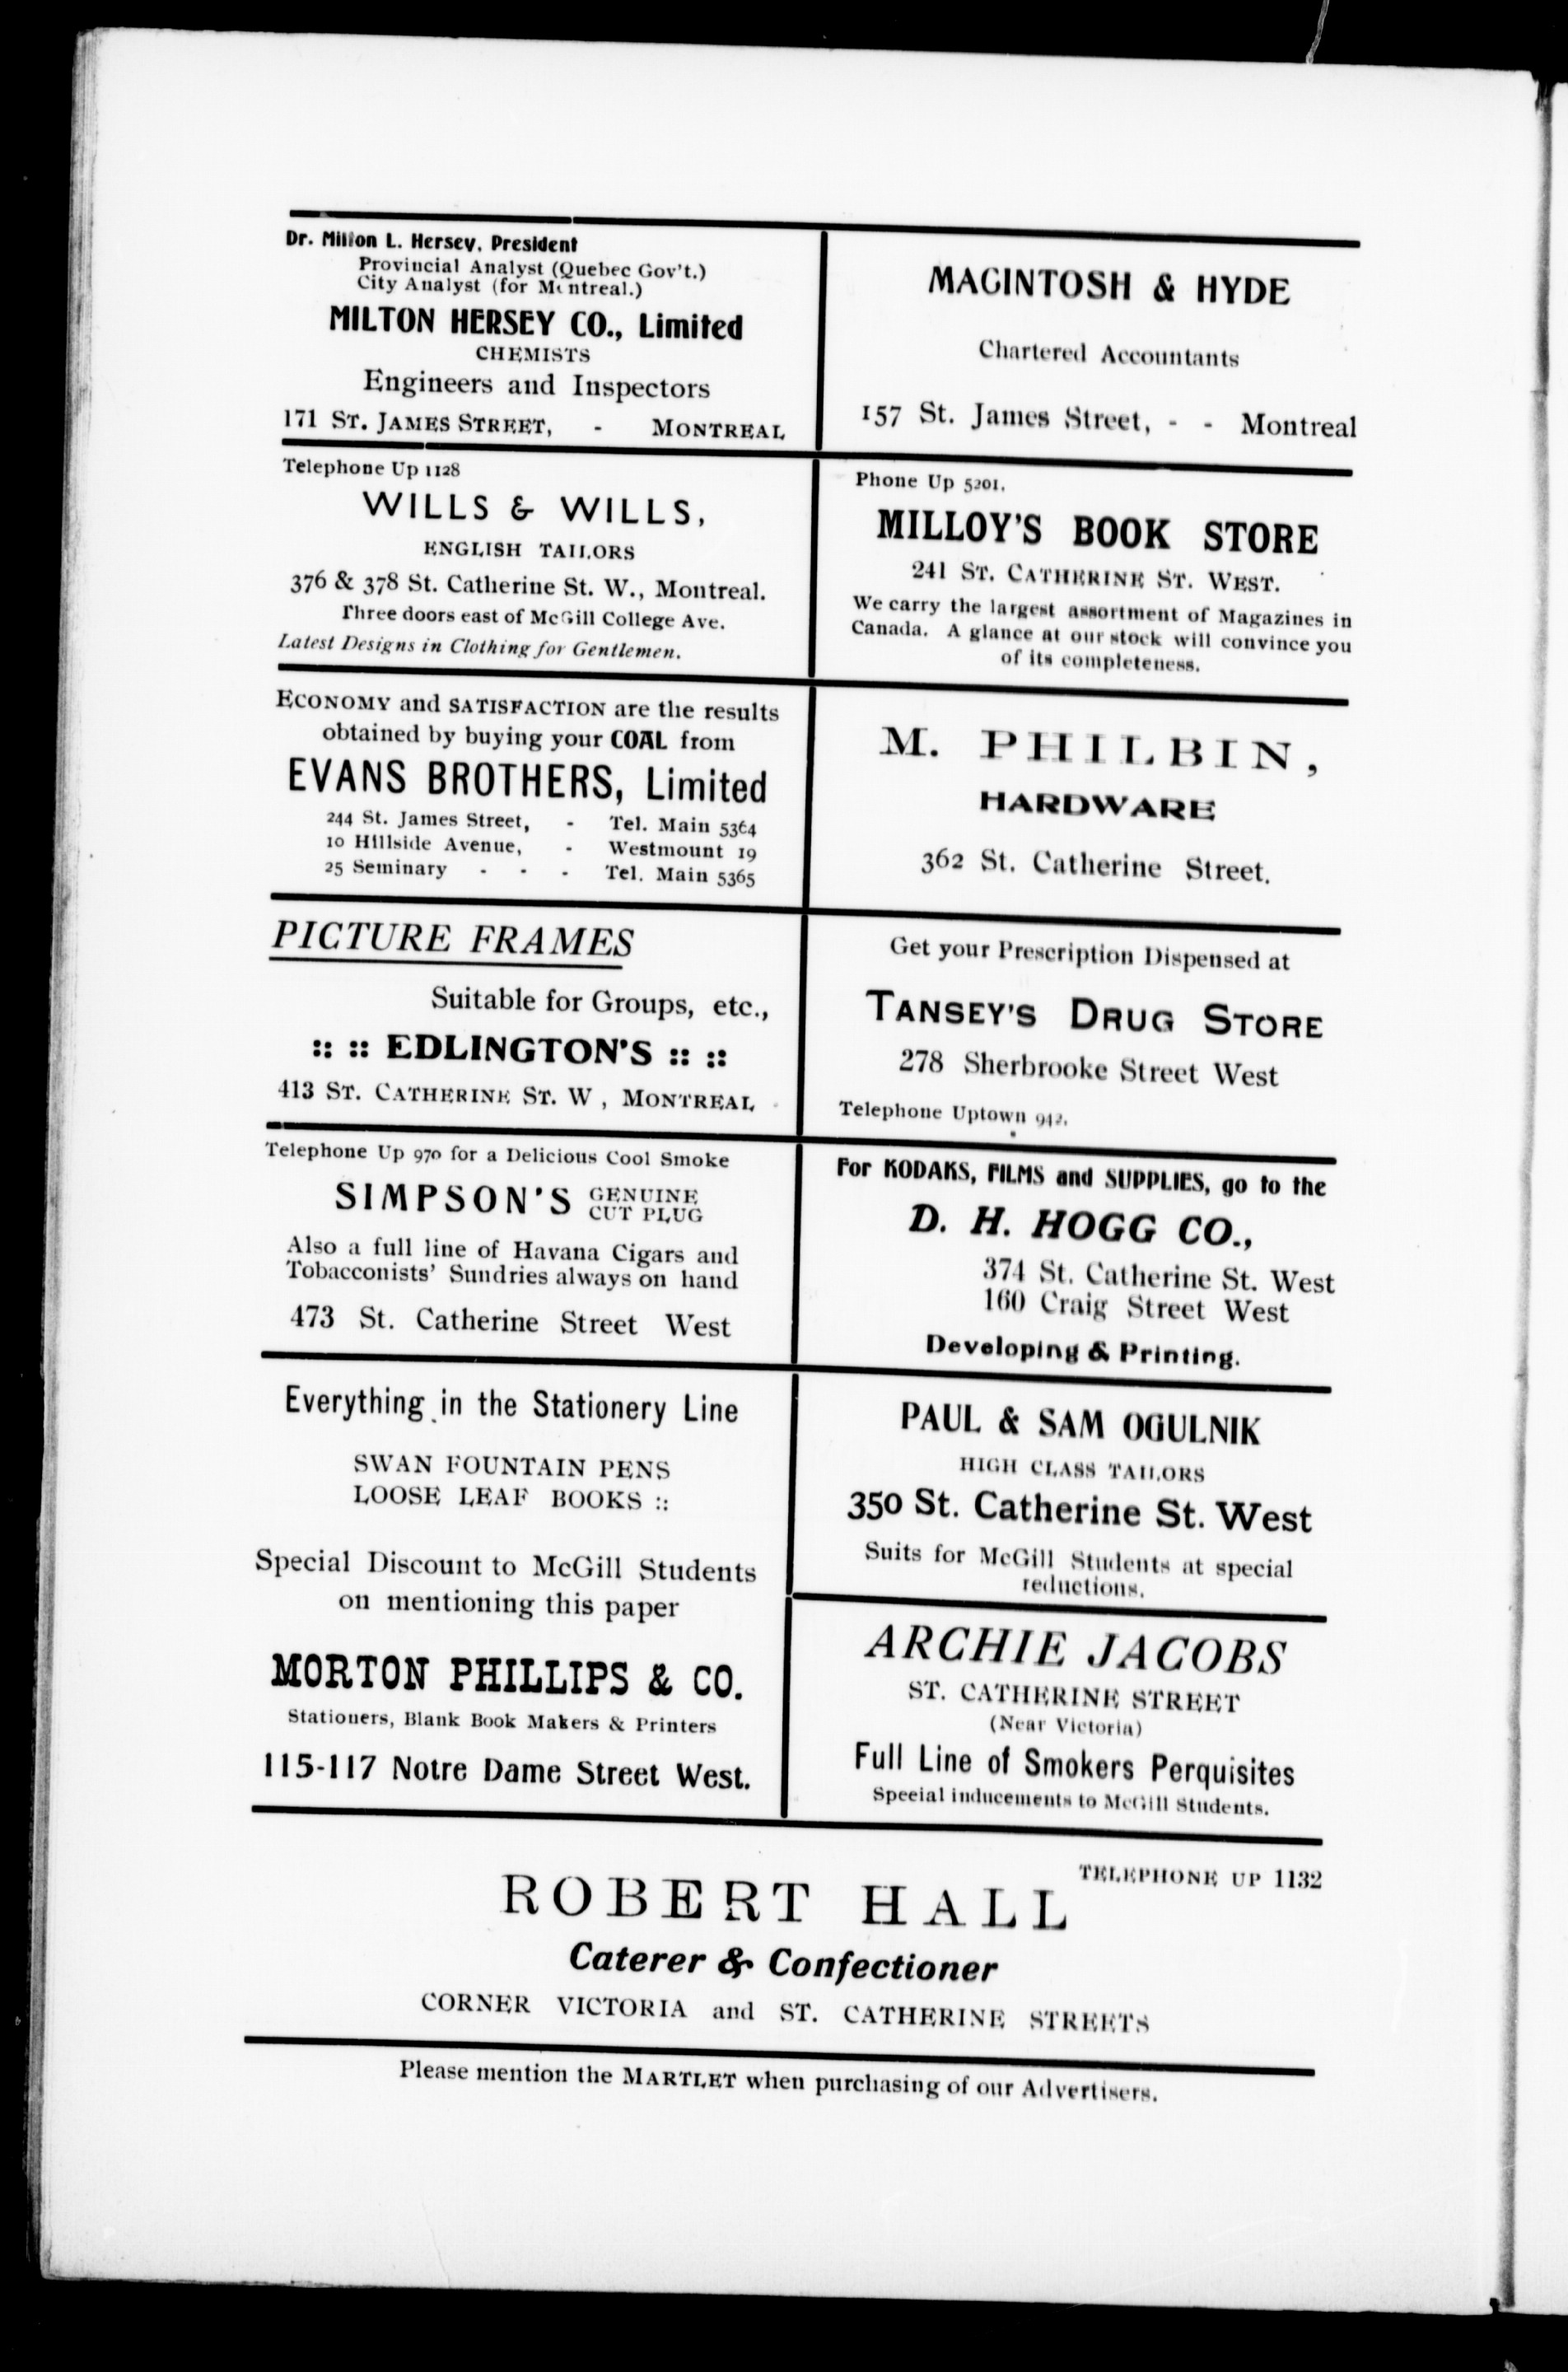 Dr. Milton L. Hersey, President
Provincial Analyst (Quebec Gov't.)
City Analyst (for Montreal.)
MILTON HERSEY CO., Limited
CHEMISTS
Engineers and Inspectors
171 ST. JAMES STREET, - MONTREAL
MACINTOSH & HYDE
Chartered Accountants
157 St. James Street, - - Montreal
Telephone Up 1128
WILLS & WILLS,
ENGLISH TAILORS
376 & 378 St. Catherine St. W., Montreal.
Three doors east of McGill College Ave.
Latest Designs in Clothing for Gentlemen.
Phone Up 5201.
MILLOY'S BOOK STORE
241 ST. CATHERINE ST. WEST.
We carry the largest assortment of Magazines in
Canada. A glance at our stock will convince you
of its completeness.
ECONOMY and SATISFACTION are the results
obtained by buying your COAL from
EVANS BROTHERS, Limited
244 St. James Street, - Tel. Main 5364
10 Hillside Avenue, - Westmount 19
25 Seminary - - - Tel. Main 5365
M. PHILBIN,
HARDWARE
362 St. Catherine Street.
PICTURE FRAMES
Suitable for Groups, etc.,
:: :: EDLINGTON'S :: ::
413 ST. CATHERINE ST. W , MONTREAL
Get your Prescription Dispensed at
TANSEY'S DRUG STORE
278 Sherbrooke Street West
Telephone Uptown 942.
Telephone Up 970 for a Delicious Cool Smoke
SIMPSON'S GENUINE CUT PLUG
Also a full line of Havana Cigars and
Tobacconists' Sundries always on hand
473 St. Catherine Street West
For KODAKS, FILMS and SUPPLIES, go to the
D. H. HOGG CO.,
374 St. Catherine St. West
160 Craig Street West
Developing & Printing.
Everything in the Stationery Line
SWAN FOUNTAIN PENS
LOOSE LEAF BOOKS ::
Special Discount to McGill Students
on mentioning this paper
MORTON PHILLIPS & CO.
Stationers, Blank Book Makers & Printers
115-117 Notre Dame Street West.
PAUL & SAM OGULNIK
HIGH CLASS TAILORS
350 St. Catherine St. West
Suits for McGill Students at special
reductions.
ARCHIE JACOBS
ST. CATHERINE STREET
(Near Victoria)
Full Line of Smokers Perquisites
Special inducements to McGill Students.
TELEPHONE UP 1132
ROBERT HALL
Caterer & Confectioner
CORNER VICTORIA and ST. CATHERINE STREETS
Please mention the MARTLET when purchasing of our Advertisers.